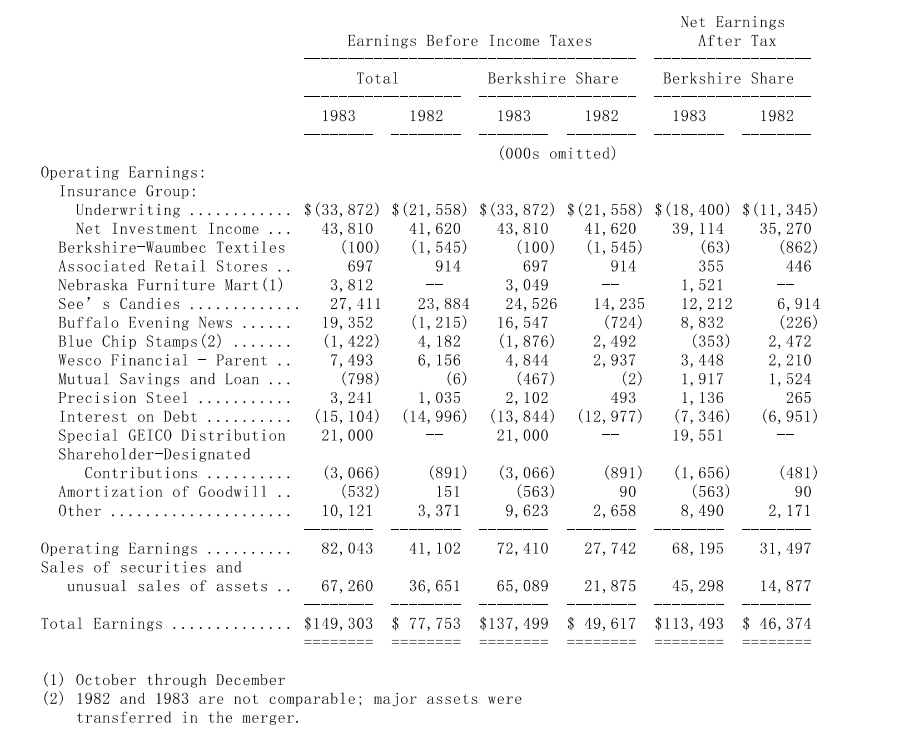 Net Earnings
                                   Earnings Before Income Taxes            After Tax
                              --------------------------------------  ------------------
                                    Total          Berkshire Share     Berkshire Share
                              ------------------  ------------------  ------------------
                                1983      1982      1983      1982      1983      1982
                              --------  --------  --------  --------  --------  --------
                                                    (000s omitted)
Operating Earnings:
  Insurance Group:
    Underwriting ............ $(33,872) $(21,558) $(33,872) $(21,558) $(18,400) $(11,345)
    Net Investment Income ...   43,810    41,620    43,810    41,620    39,114    35,270
  Berkshire-Waumbec Textiles      (100)   (1,545)     (100)   (1,545)      (63)     (862)
  Associated Retail Stores ..      697       914       697       914       355       446
  Nebraska Furniture Mart(1)     3,812      --       3,049      --       1,521      --
  See’s Candies .............   27,411    23,884    24,526    14,235    12,212     6,914
  Buffalo Evening News ......   19,352    (1,215)   16,547      (724)    8,832      (226)
  Blue Chip Stamps(2) .......   (1,422)    4,182    (1,876)    2,492      (353)    2,472
  Wesco Financial - Parent ..    7,493     6,156     4,844     2,937     3,448     2,210
  Mutual Savings and Loan ...     (798)       (6)     (467)       (2)    1,917     1,524
  Precision Steel ...........    3,241     1,035     2,102       493     1,136       265
  Interest on Debt ..........  (15,104)  (14,996)  (13,844)  (12,977)   (7,346)   (6,951)
  Special GEICO Distribution    21,000      --      21,000      --      19,551      --
  Shareholder-Designated
     Contributions ..........   (3,066)     (891)   (3,066)     (891)   (1,656)     (481)
  Amortization of Goodwill ..     (532)      151      (563)       90      (563)       90
  Other .....................   10,121     3,371     9,623     2,658     8,490     2,171
                              --------  --------  --------  --------  --------  --------
Operating Earnings ..........   82,043    41,102    72,410    27,742    68,195    31,497
Sales of securities and
   unusual sales of assets ..   67,260    36,651    65,089    21,875    45,298    14,877
                              --------  --------  --------  --------  --------  --------
Total Earnings .............. $149,303  $ 77,753  $137,499  $ 49,617  $113,493  $ 46,374
                              ========  ========  ========  ========  ========  ========
(1) October through December
(2) 1982 and 1983 are not comparable; major assets were
    transferred in the merger.